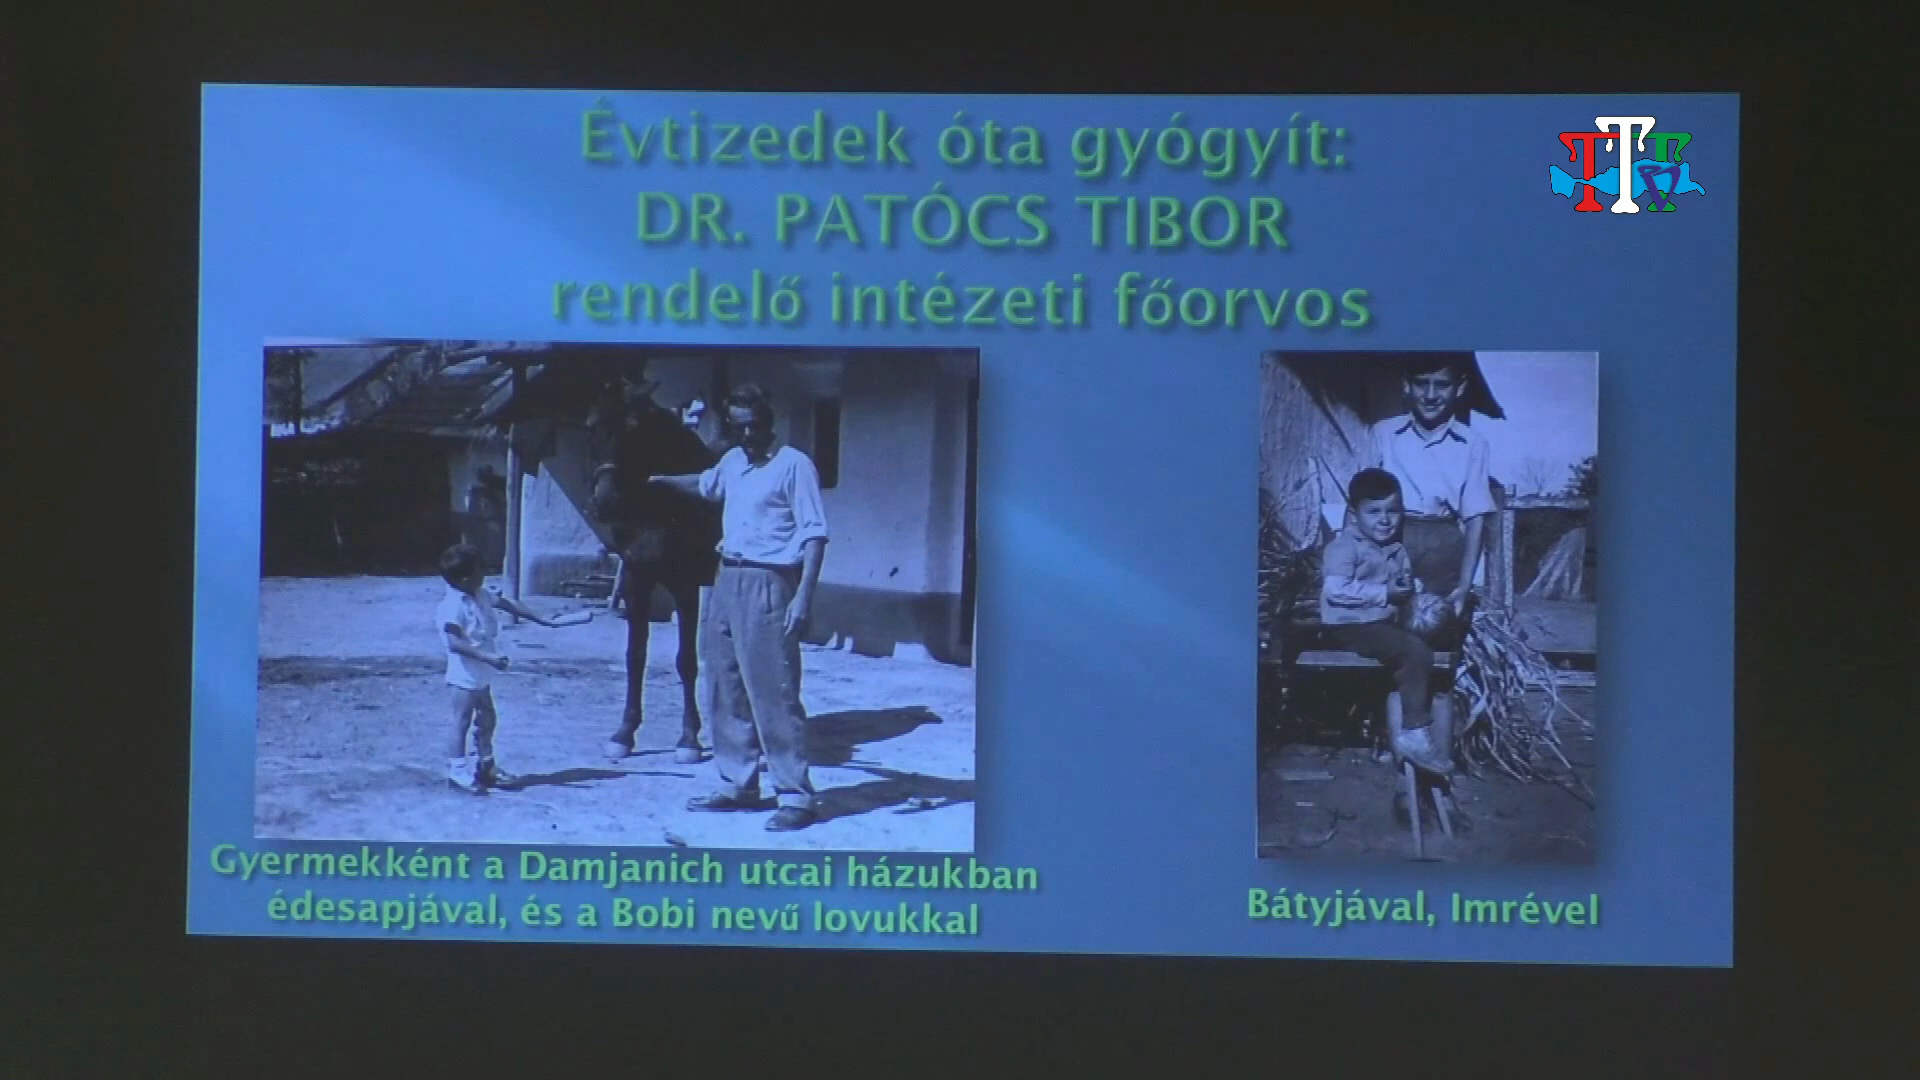 Évtizedek óta gyógyít:
DR. PATÓCS TIBOR
rendelő intézeti főorvos
TTT
Gyermekként a Damjanich utcai házukban
édesapjával, és a Bobi nevű lovukkal
Bátyjával, Imrével